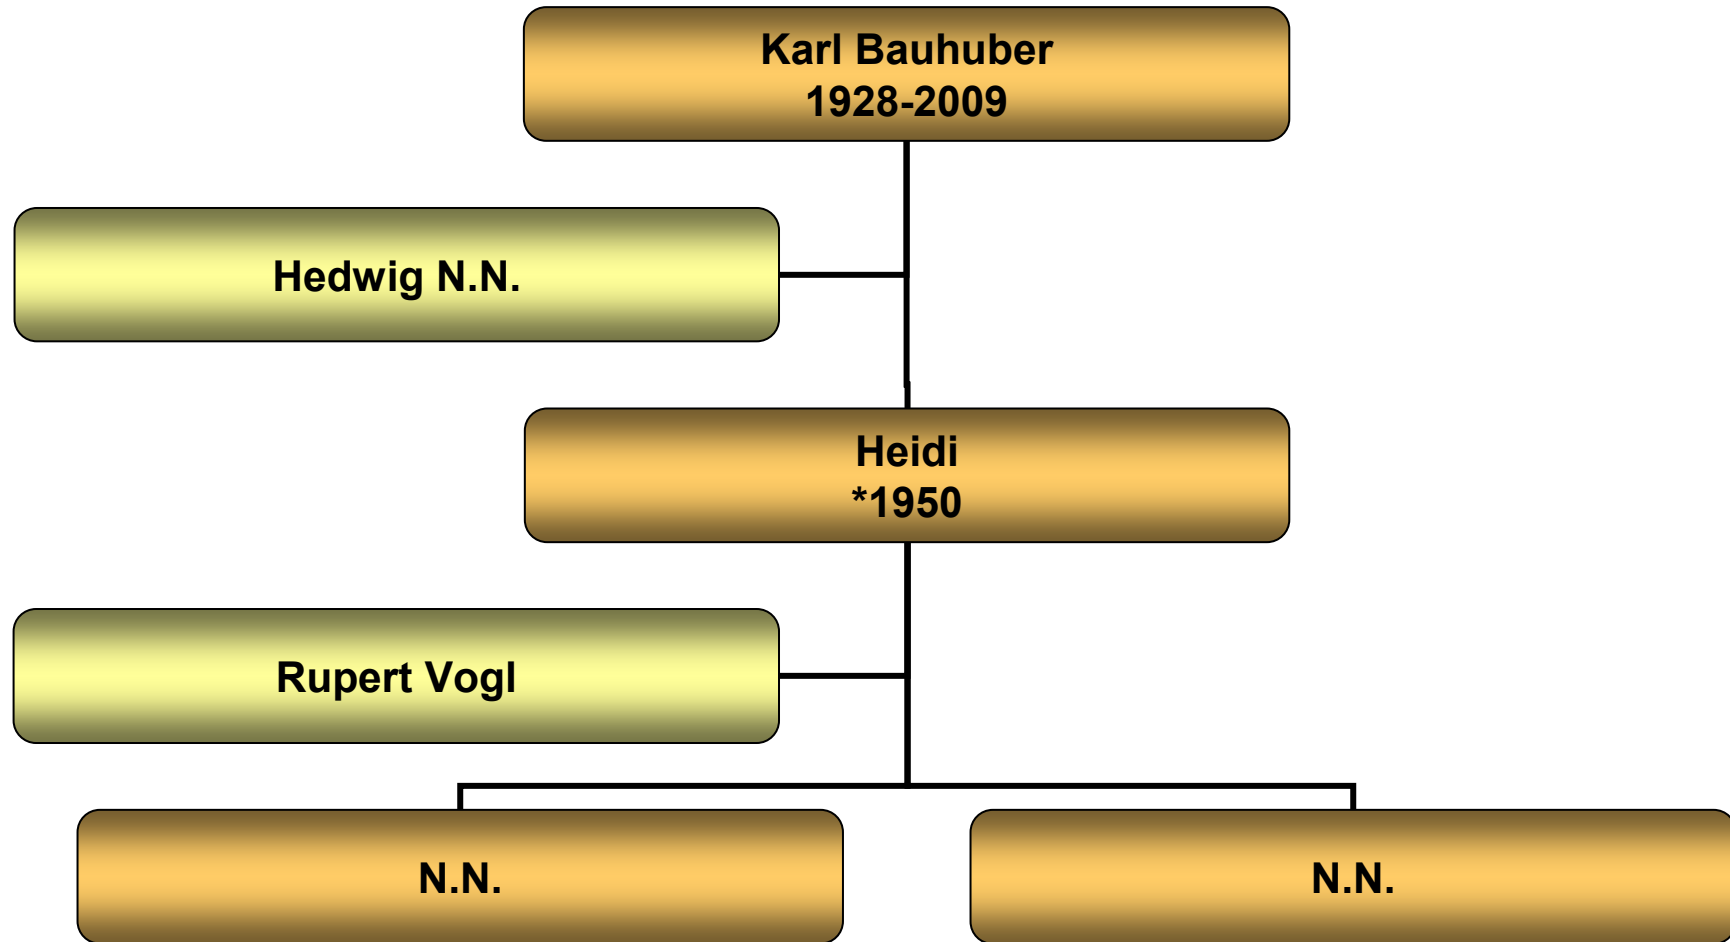 Karl Bauhuber
1928-2009
Hedwig N.N.
Heidi
*1950
Rupert Vogl
N.N.
N.N.